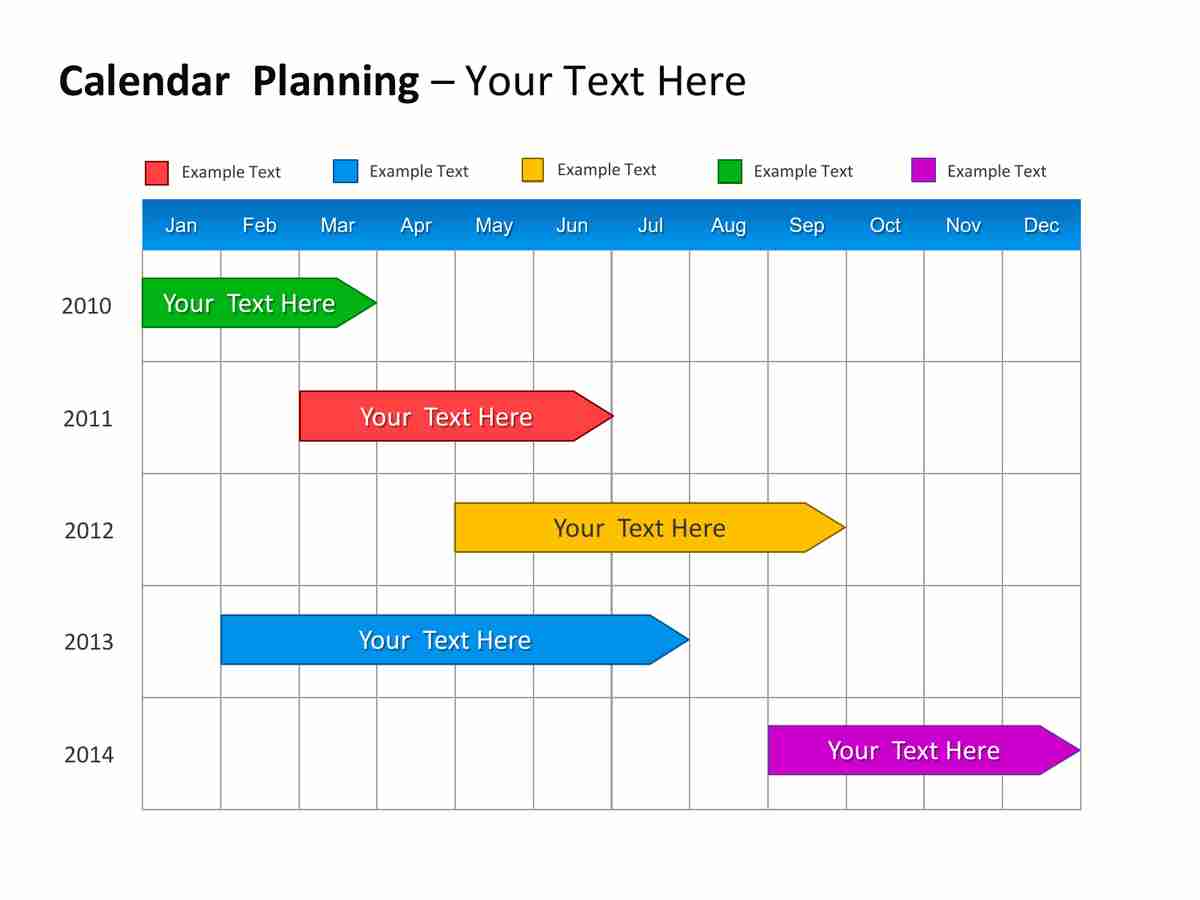 Calendar  Planning – Your Text Here
Example Text Example Text Example Text Example Text Example Text
Jan Feb Mar Apr May Jun Jul Aug Sep Oct Nov Dec
2010 Your  Text Here
2011 Your  Text Here
2012 Your  Text Here
2013 Your  Text Here
2014 Your  Text Here